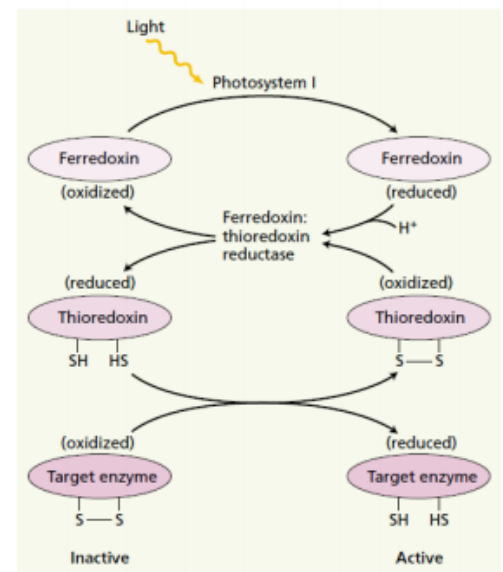 Light
Photosystem I
Ferredoxin
Ferredoxin
(oxidized)
(reduced)
Ferredoxin:
thioredoxin
reductase
H⁺
(reduced)
(oxidized)
Thioredoxin
Thioredoxin
SH HS
S S
(oxidized)
(reduced)
Target enzyme
Target enzyme
S S
SH HS
Inactive
Active